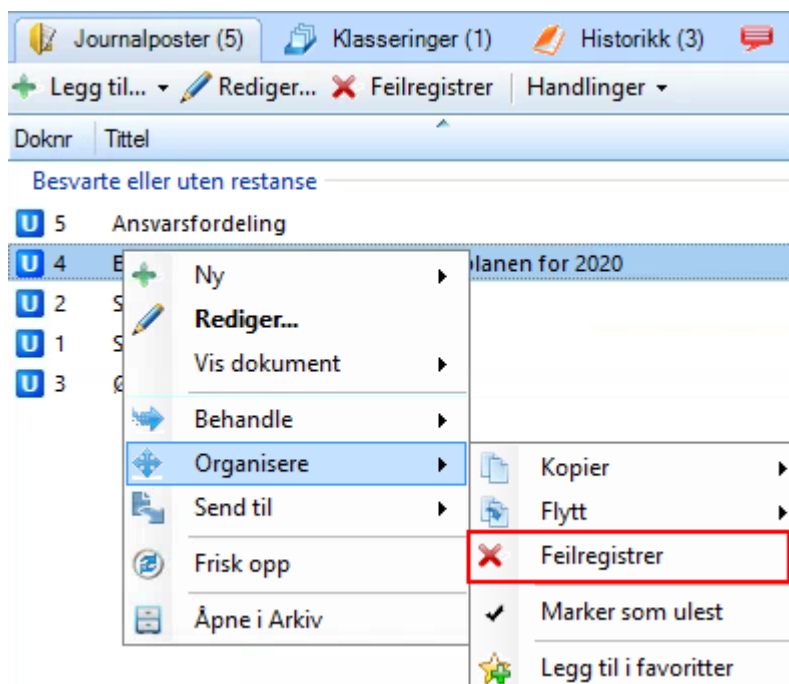 Journalposter (5) Klasseringer (1) Historikk (3)
Legg til... Rediger... Feilregistrer Handlinger
Doknr Tittel
Besvarte eller uten restanse
U 5 Ansvarsfordeling
U 4 planen for 2020
U 2 S
U 1 S
U 3 Ø
Ny
Rediger...
Vis dokument
Behandle
Organisere
Send til
Frisk opp
Åpne i Arkiv
Kopier
Flytt
Feilregistrer
Marker som ulest
Legg til i favoritter